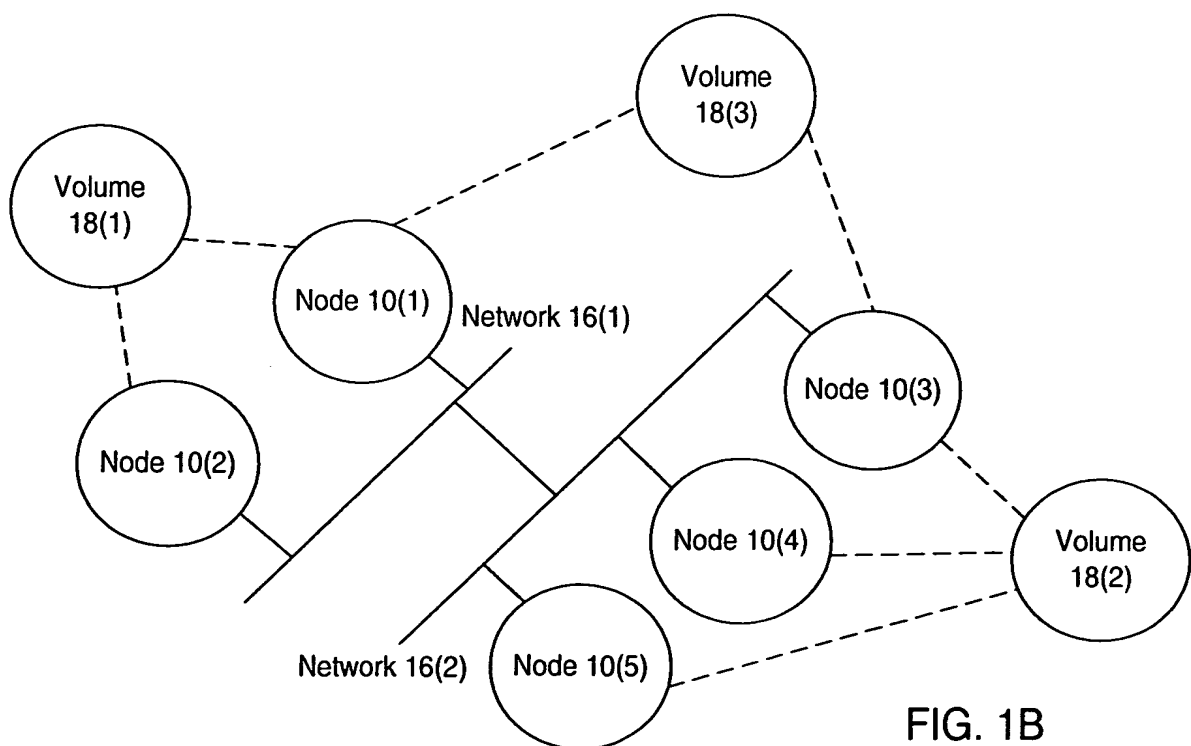 Volume
18(3)
Volume
18(1)
Node 10(1)
Network 16(1)
Node 10(3)
Node 10(2)
Node 10(4)
Volume
18(2)
Network 16(2)
Node 10(5)
FIG. 1B